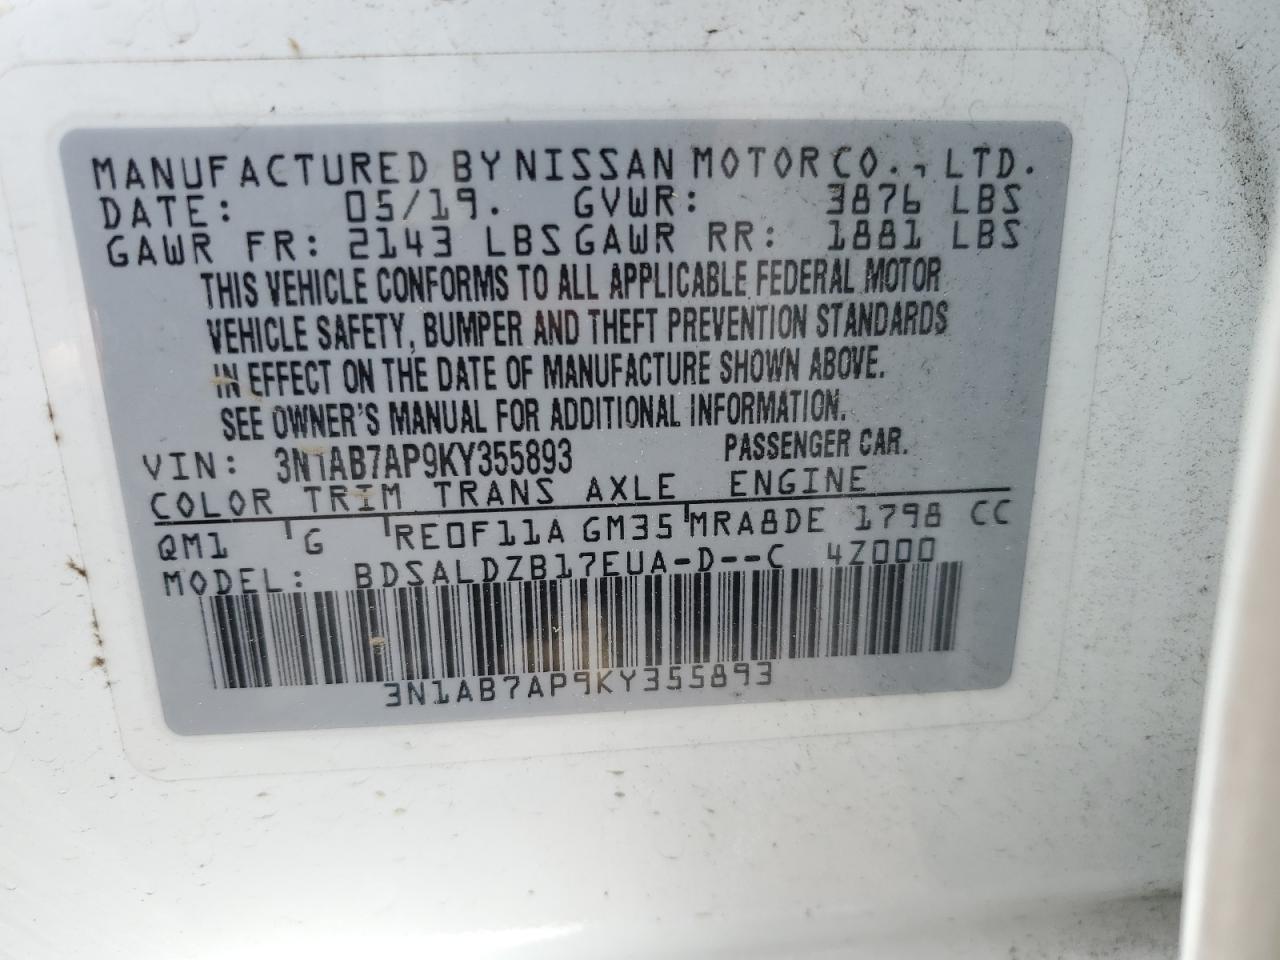 MANUFACTURED BY NISSAN MOTOR CO., LTD.
DATE: 05/19. GVWR: 3876 LBS
GAWR FR: 2143 LBS GAWR RR: 1881 LBS
THIS VEHICLE CONFORMS TO ALL APPLICABLE FEDERAL MOTOR
VEHICLE SAFETY, BUMPER AND THEFT PREVENTION STANDARDS
IN EFFECT ON THE DATE OF MANUFACTURE SHOWN ABOVE.
SEE OWNER'S MANUAL FOR ADDITIONAL INFORMATION.
VIN: 3N1AB7AP9KY355893 PASSENGER CAR.
COLOR TRIM TRANS AXLE ENGINE
QM1 G RE0F11A GM35 MRA8DE 1798 CC
MODEL: BDSALDZB17EUA-D--C 4Z000
3N1AB7AP9KY355893